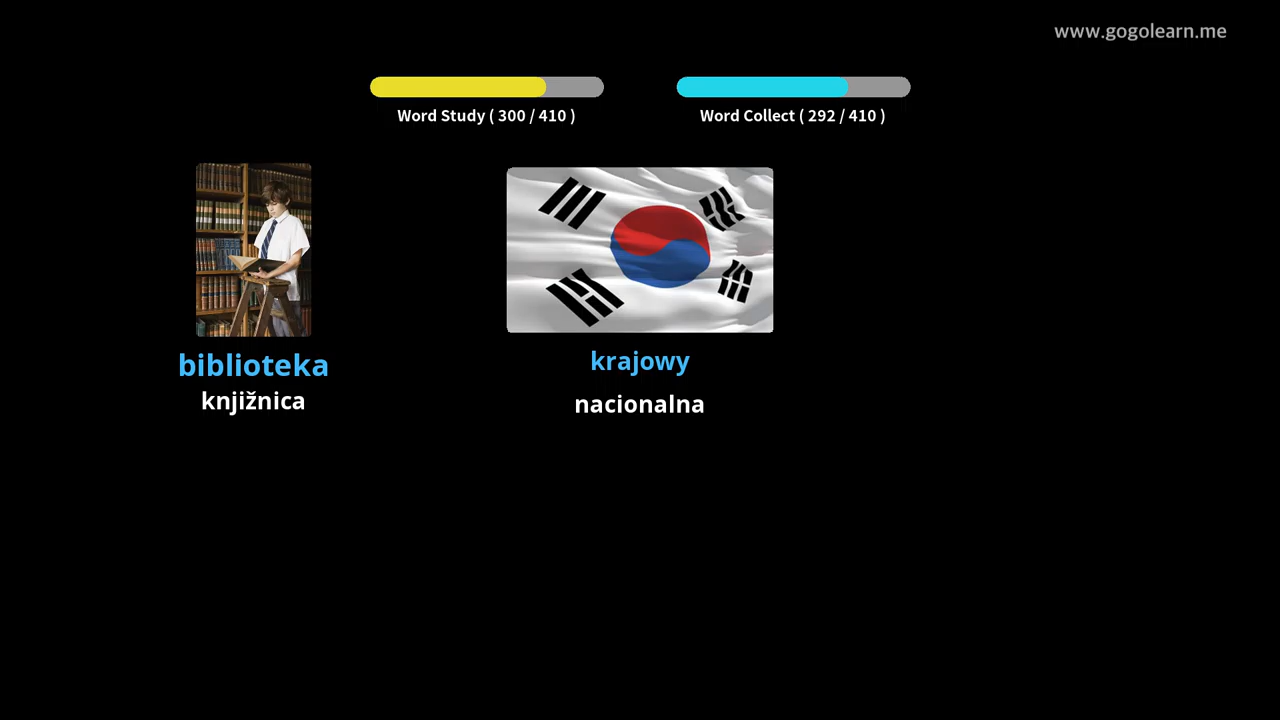 www.gogolearn.me
Word Study ( 300 / 410 )
Word Collect ( 292 / 410 )
biblioteka
knjižnica
krajowy
nacionalna